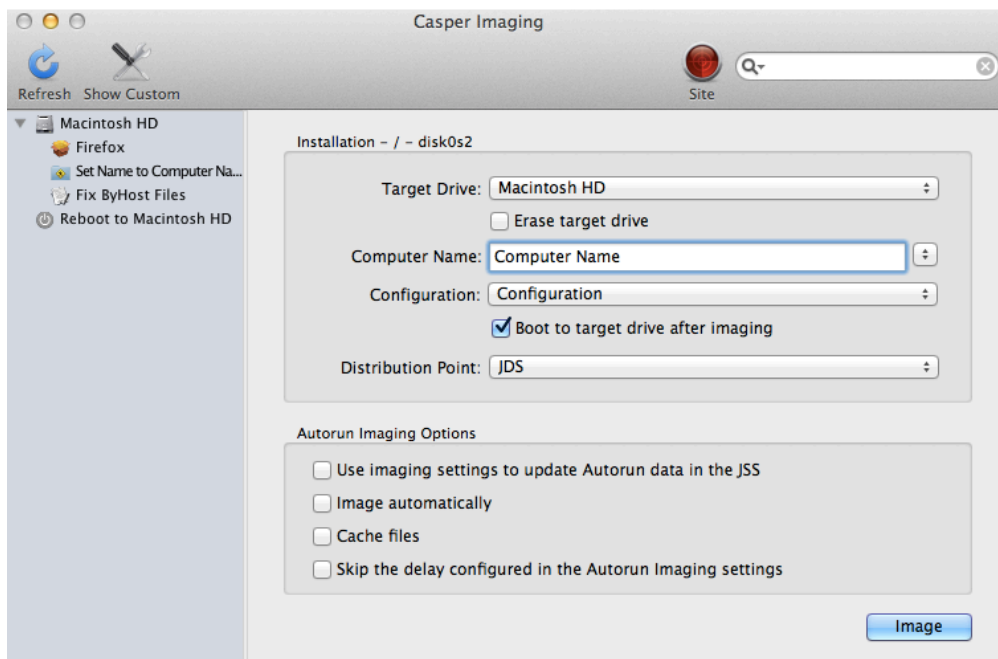 Casper Imaging
Refresh Show Custom
Site
Macintosh HD
Firefox
Set Name to Computer Na...
Fix ByHost Files
Reboot to Macintosh HD
Installation – / – disk0s2
Target Drive: Macintosh HD
Erase target drive
Computer Name: Computer Name
Configuration: Configuration
Boot to target drive after imaging
Distribution Point: JDS
Autorun Imaging Options
Use imaging settings to update Autorun data in the JSS
Image automatically
Cache files
Skip the delay configured in the Autorun Imaging settings
Image